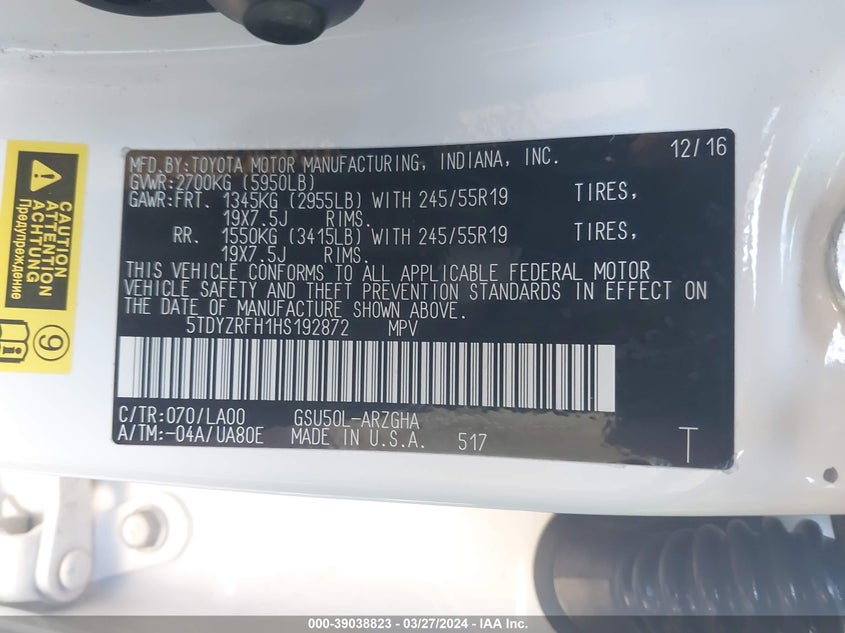 MFD.BY:TOYOTA MOTOR MANUFACTURING, INDIANA, INC. 12/16
GVWR:2700KG (5950LB)
GAWR:FRT. 1345KG (2955LB) WITH 245/55R19 TIRES,
19X7.5J RIMS.
RR. 1550KG (3415LB) WITH 245/55R19 TIRES,
19X7.5J RIMS.
THIS VEHICLE CONFORMS TO ALL APPLICABLE FEDERAL MOTOR
VEHICLE SAFETY AND THEFT PREVENTION STANDARDS IN EFFECT ON
THE DATE OF MANUFACTURE SHOWN ABOVE.
5TDYZRFH1HS192872 MPV
C/TR:070/LA00 GSU50L-ARZGHA
A/TM:-04A/UA80E MADE IN U.S.A. 517 T
CAUTION
ATTENTION
ACHTUNG
Предупреждение
9
000-39038823 - 03/27/2024 - IAA Inc.